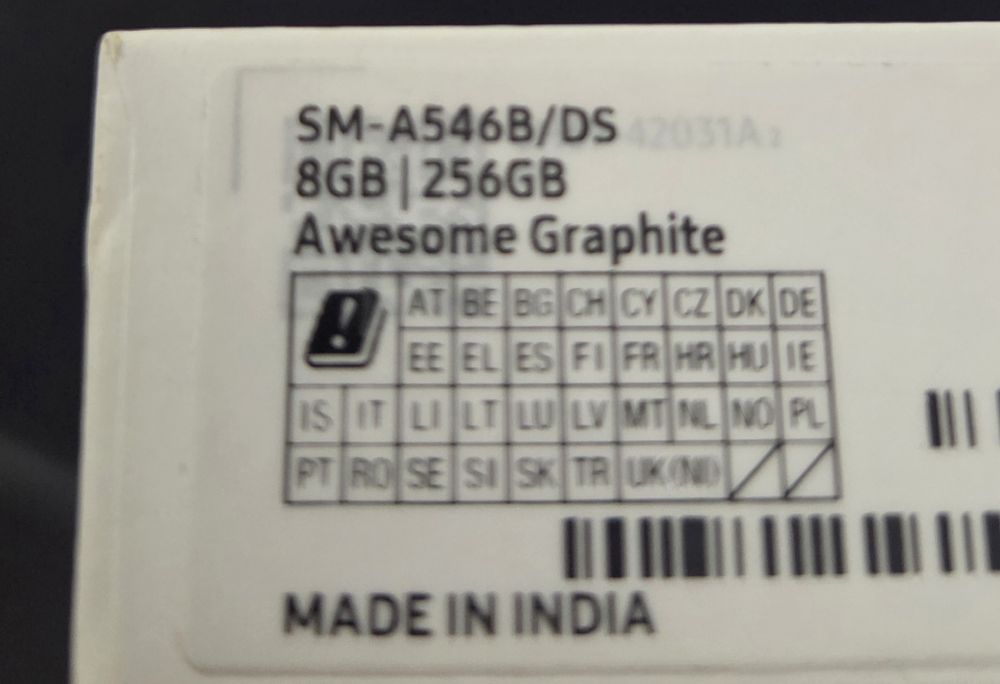 SM-A546B/DS
8GB | 256GB
Awesome Graphite
AT BE BG CH CY CZ DK DE
EE EL ES FI FR HR HU IE
IS IT LI LT LU LV MT NL NO PL
PT RO SE SI SK TR UK(NI)
MADE IN INDIA